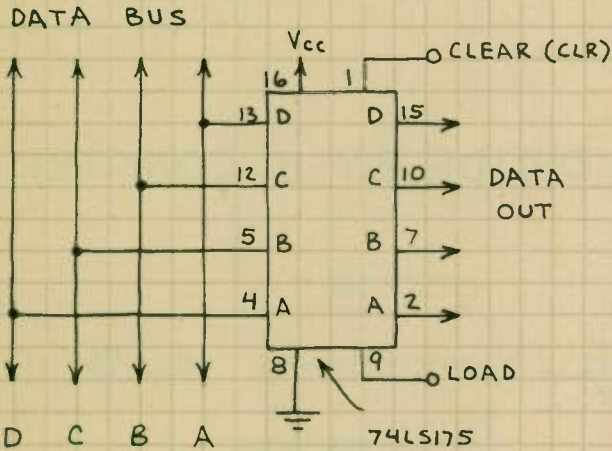 DATA BUS
Vcc
CLEAR (CLR)
16 1
13 D D 15
12 C C 10 DATA
OUT
5 B B 7
4 A A 2
8 9
LOAD
D C B A
74LS175